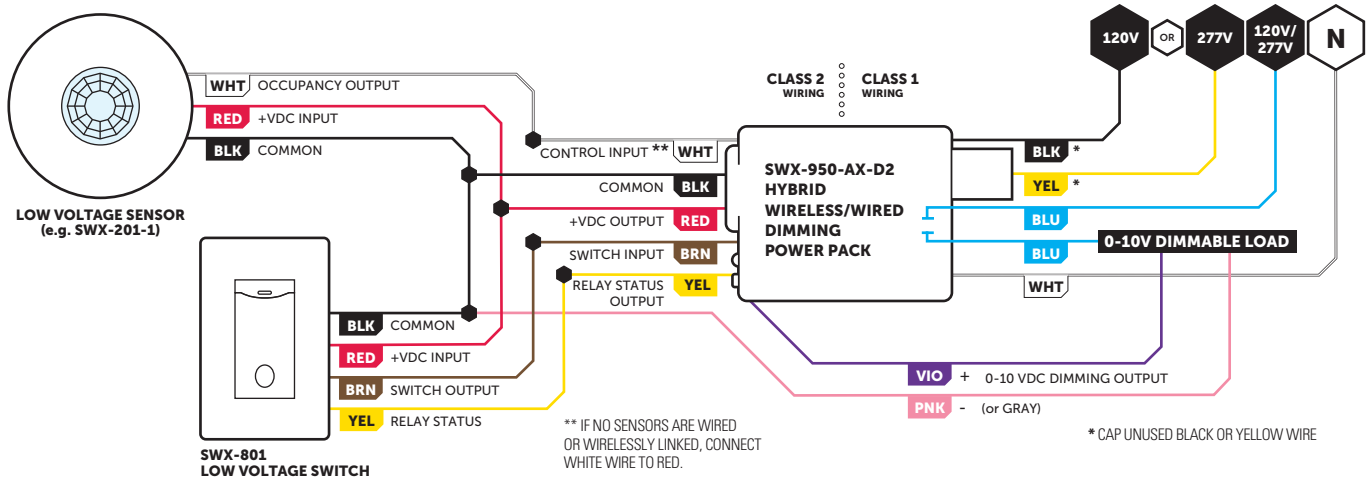 120V
OR
277V
120V/
277V
N
CLASS 2
WIRING
CLASS 1
WIRING
WHT OCCUPANCY OUTPUT
RED +VDC INPUT
BLK COMMON
LOW VOLTAGE SENSOR
(e.g. SWX-201-1)
CONTROL INPUT ** WHT
COMMON BLK
+VDC OUTPUT RED
SWITCH INPUT BRN
RELAY STATUS
OUTPUT
YEL
SWX-950-AX-D2
HYBRID
WIRELESS/WIRED
DIMMING
POWER PACK
BLK *
YEL *
BLU
BLU
0-10V DIMMABLE LOAD
WHT
BLK COMMON
RED +VDC INPUT
BRN SWITCH OUTPUT
YEL RELAY STATUS
SWX-801
LOW VOLTAGE SWITCH
VIO + 0-10 VDC DIMMING OUTPUT
PNK - (or GRAY)
** IF NO SENSORS ARE WIRED
OR WIRELESSLY LINKED, CONNECT
WHITE WIRE TO RED.
* CAP UNUSED BLACK OR YELLOW WIRE